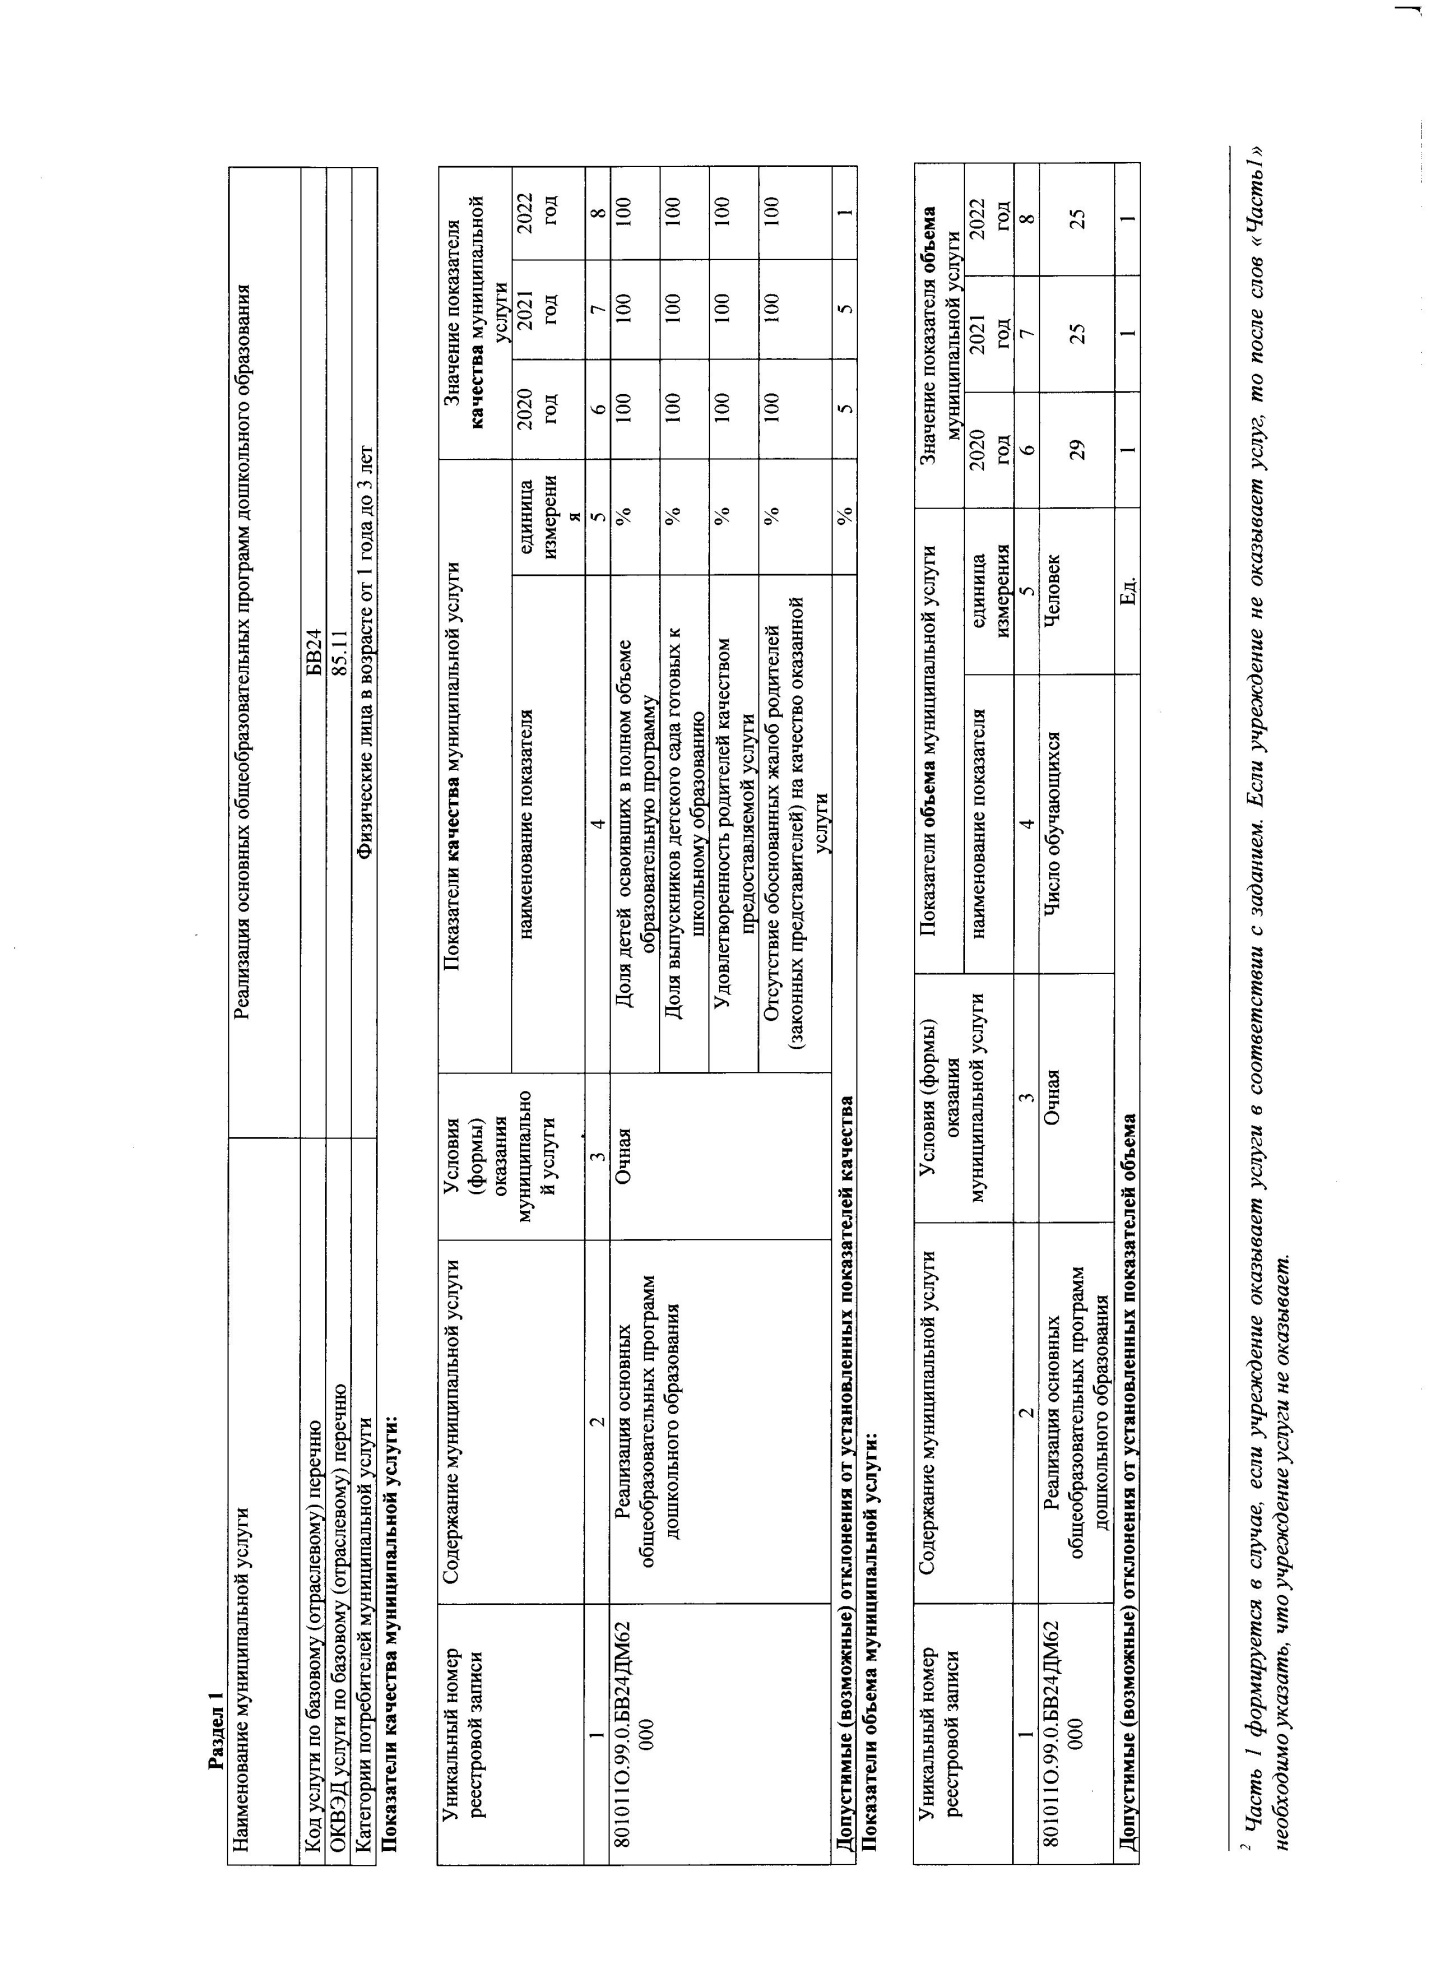 Раздел 1
Наименование муниципальной услуги
Реализация основных общеобразовательных программ дошкольного образования
Код услуги по базовому (отраслевому) перечню
БВ24
ОКВЭД услуги по базовому (отраслевому) перечню
85.11
Категории потребителей муниципальной услуги
Физические лица в возрасте от 1 года до 3 лет
Показатели качества муниципальной услуги:
Уникальный номер
реестровой записи
Содержание муниципальной услуги
Условия
(формы)
оказания
муниципально
й услуги
Показатели качества муниципальной услуги
Значение показателя
качества муниципальной
услуги
наименование показателя
единица
измерени
я
2020
год
2021
год
2022
год
1
2
3
4
5
6
7
8
801011О.99.0.БВ24ДМ62
000
Реализация основных
общеобразовательных программ
дошкольного образования
Очная
Доля детей освоивших в полном объеме
образовательную программу
%
100
100
100
Доля выпускников детского сада готовых к
школьному образованию
%
100
100
100
Удовлетворенность родителей качеством
предоставляемой услуги
%
100
100
100
Отсутствие обоснованных жалоб родителей
(законных представителей) на качество оказанной
услуги
%
100
100
100
Допустимые (возможные) отклонения от установленных показателей качества
%
5
5
1
Показатели объема муниципальной услуги:
Уникальный номер
реестровой записи
Содержание муниципальной услуги
Условия (формы)
оказания
муниципальной услуги
Показатели объема муниципальной услуги
Значение показателя объема
муниципальной услуги
наименование показателя
единица
измерения
2020
год
2021
год
2022
год
1
2
3
4
5
6
7
8
801011О.99.0.БВ24ДМ62
000
Реализация основных
общеобразовательных программ
дошкольного образования
Очная
Число обучающихся
Человек
29
25
25
Допустимые (возможные) отклонения от установленных показателей объема
Ед.
1
1
1
2 Часть 1 формируется в случае, если учреждение оказывает услуги в соответствии с заданием. Если учреждение не оказывает услуг, то после слов «Часть1»
необходимо указать, что учреждение услуги не оказывает.